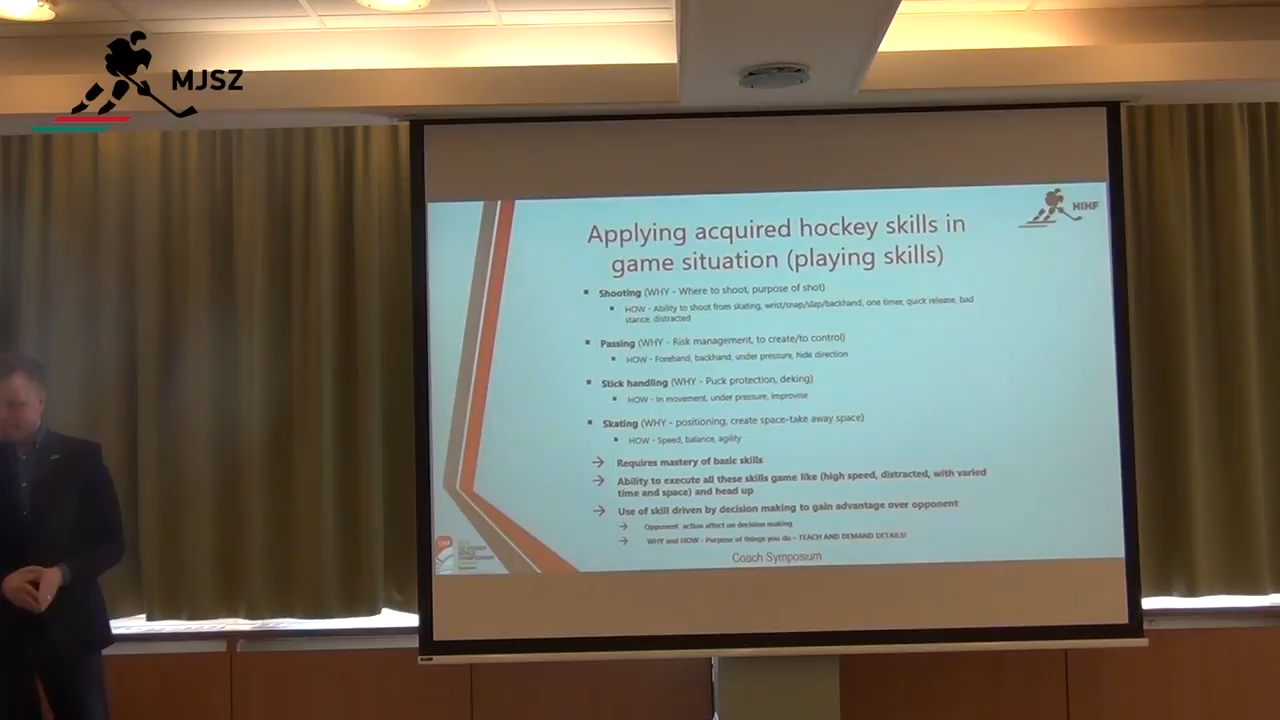 MJSZ
HIHF
Applying acquired hockey skills in
game situation (playing skills)
▪ Shooting (WHY - Where to shoot, purpose of shot)
▪ HOW - Ability to shoot from skating, wrist/snap/slap/backhand, one timer, quick release, bad
stance, distracted
▪ Passing (WHY - Risk management, to create/to control)
▪ HOW - Forehand, backhand, under pressure, hide direction
▪ Stick handling (WHY - Puck protection, deking)
▪ HOW - In movement, under pressure, improvise
▪ Skating (WHY - positioning, create space-take away space)
▪ HOW - Speed, balance, agility
→ Requires mastery of basic skills
→ Ability to execute all these skills game like (high speed, distracted, with varied
time and space) and head up
→ Use of skill driven by decision making to gain advantage over opponent
→ Opponent action affect on decision making
→ WHY and HOW - Purpose of things you do - TEACH AND DEMAND DETAILS!
Coach Symposium